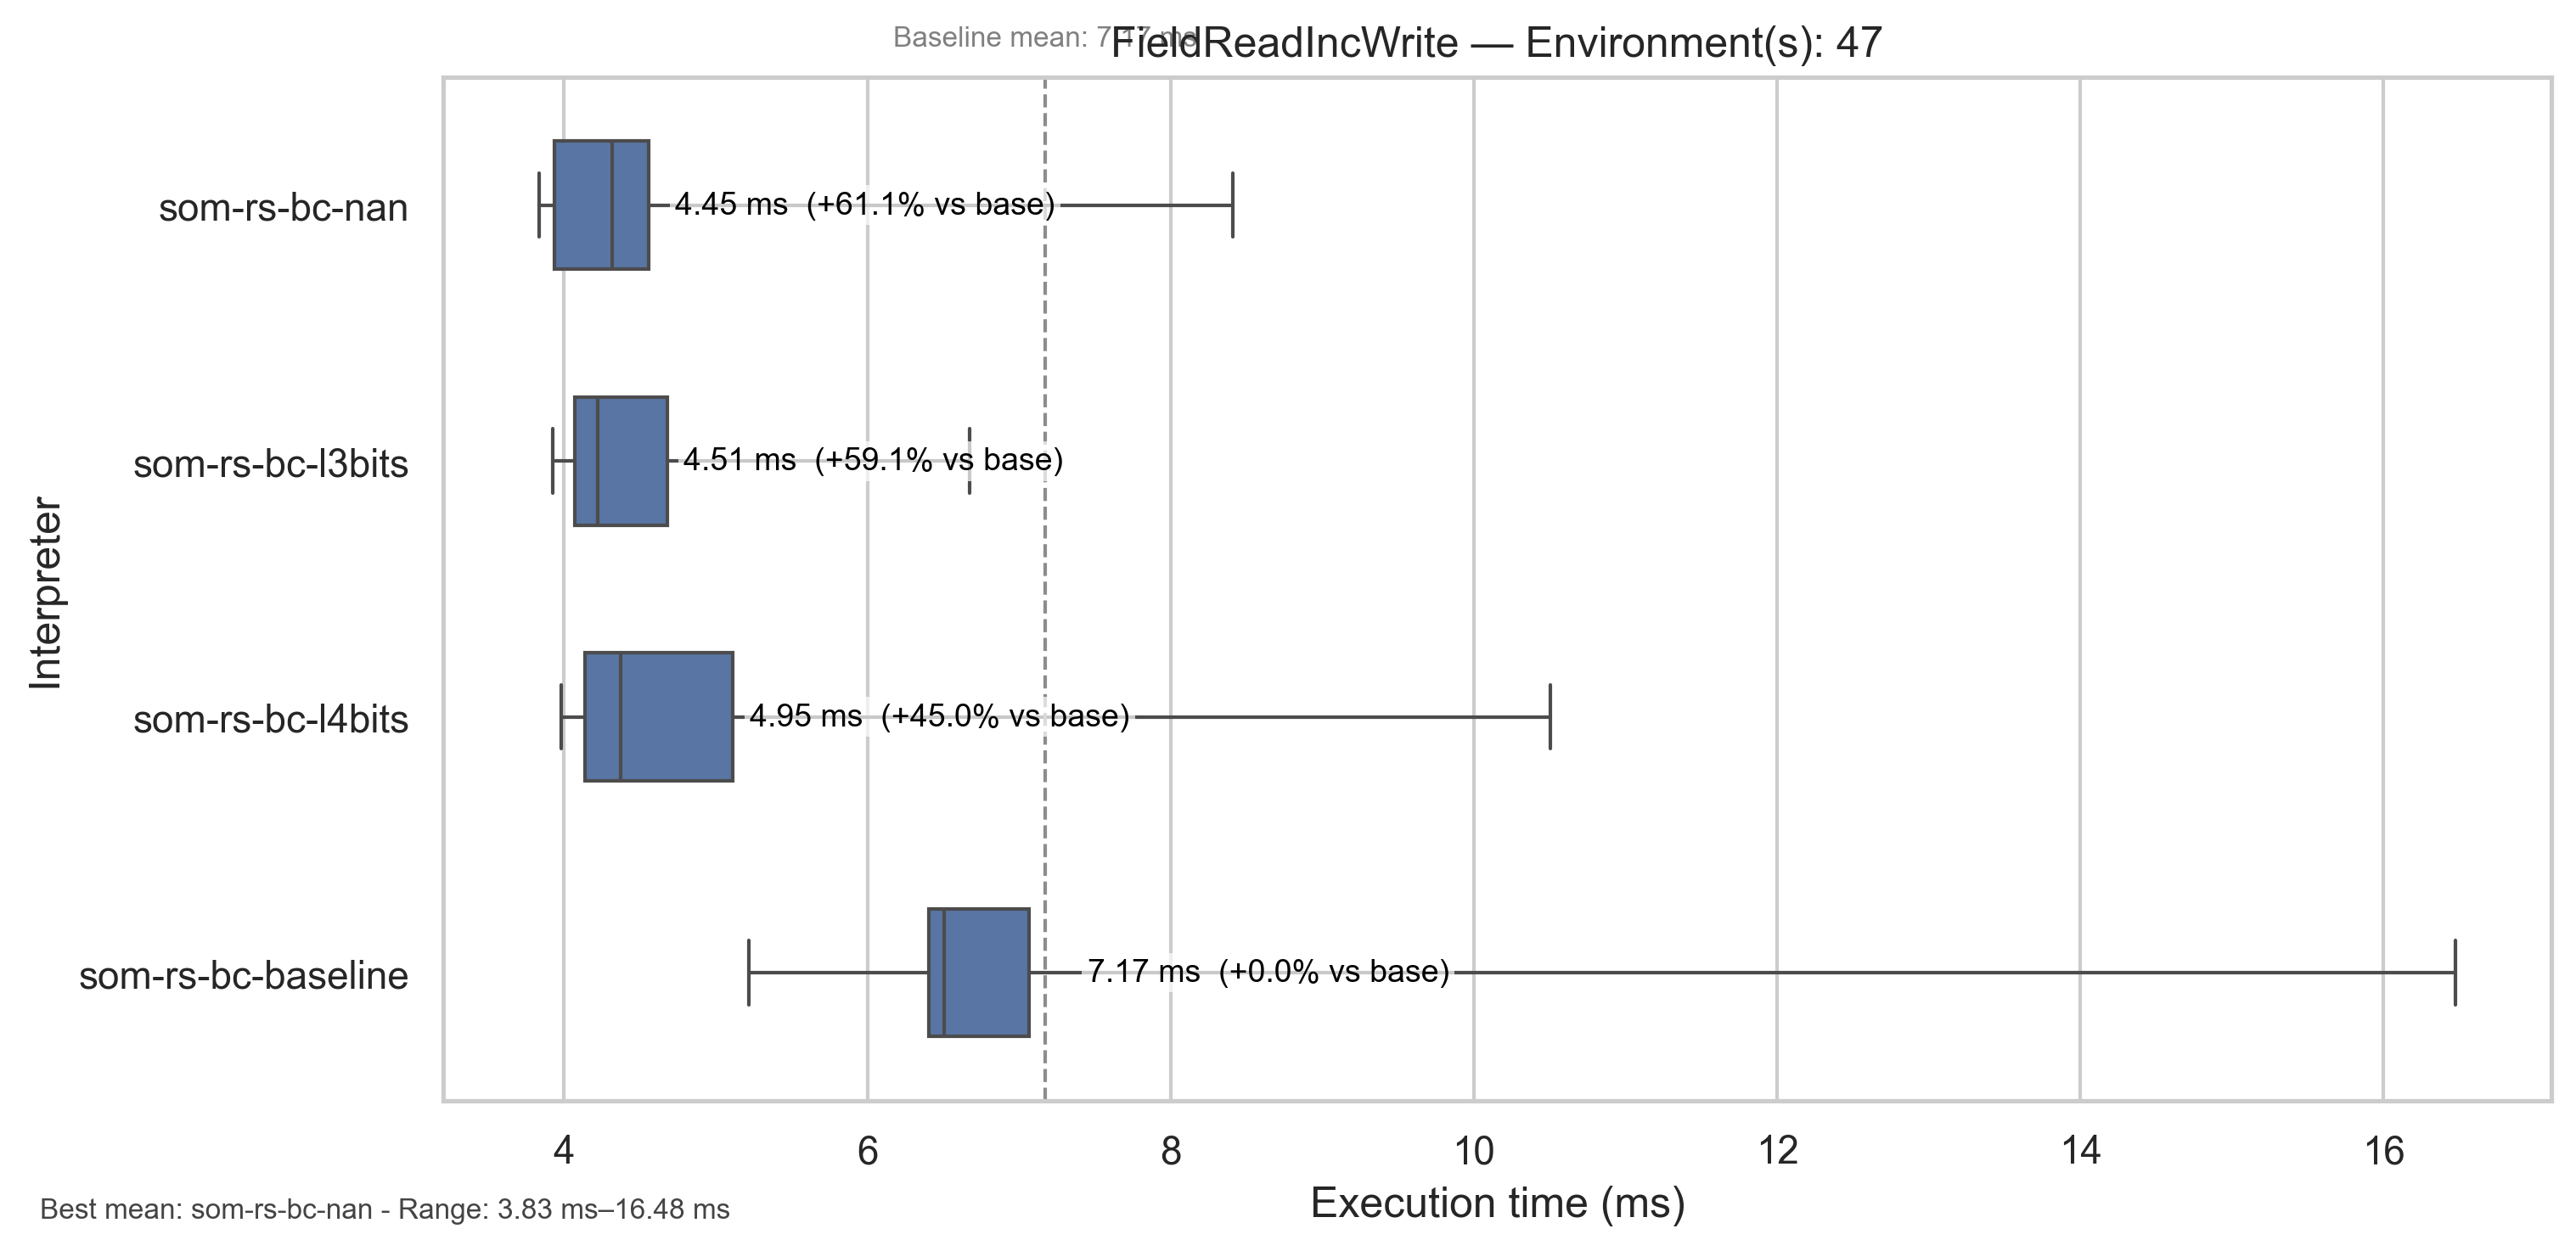 Baseline mean: 7.17 ms
FieldReadIncWrite — Environment(s): 47
som-rs-bc-nan
4.45 ms (+61.1% vs base)
som-rs-bc-l3bits
4.51 ms (+59.1% vs base)
som-rs-bc-l4bits
4.95 ms (+45.0% vs base)
som-rs-bc-baseline
7.17 ms (+0.0% vs base)
Interpreter
4 6 8 10 12 14 16
Execution time (ms)
Best mean: som-rs-bc-nan - Range: 3.83 ms–16.48 ms